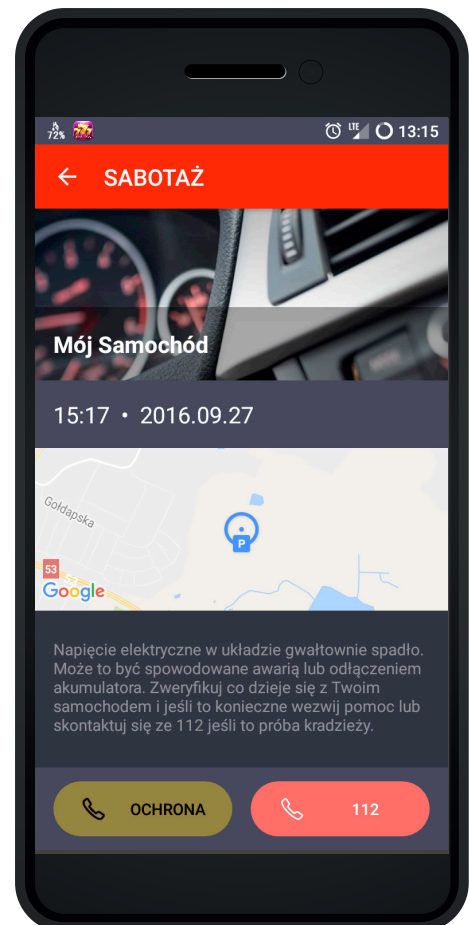 72%
LTE
13:15
SABOTAŻ
Mój Samochód
15:17 • 2016.09.27
Gołdapska
P
53
Google
Napięcie elektryczne w układzie gwałtownie spadło.
Może to być spowodowane awarią lub odłączeniem
akumulatora. Zweryfikuj co dzieje się z Twoim
samochodem i jeśli to konieczne wezwij pomoc lub
skontaktuj się ze 112 jeśli to próba kradzieży.
OCHRONA
112